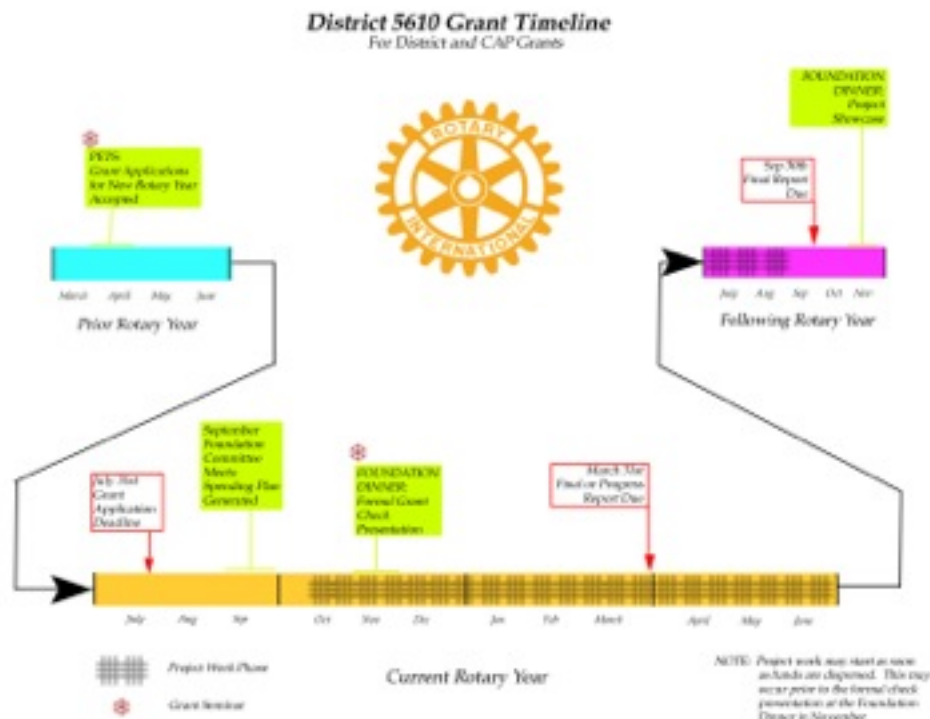 District 5610 Grant Timeline
For District and CAP Grants
FOUNDATION
DINNER:
Project
Showcase
PETS:
Grant Applications
for New Rotary Year
Accepted
ROTARY
INTERNATIONAL
Sep 30th
Final Report
Due
March April May June
Prior Rotary Year
July Aug Sep Oct Nov
Following Rotary Year
September
Foundation
Committee
Meets
Spending Plan
Generated
July 31st
Grant
Application
Deadline
FOUNDATION
DINNER:
Formal Grant
Check
Presentation
March 31st
Final or Progress
Report Due
July Aug Sep Oct Nov Dec Jan Feb March April May June
Project Work Phase
Grant Seminar
Current Rotary Year
NOTE: Project work may start as soon
as funds are dispersed. This may
occur prior to the formal check
presentation at the Foundation
Dinner in November